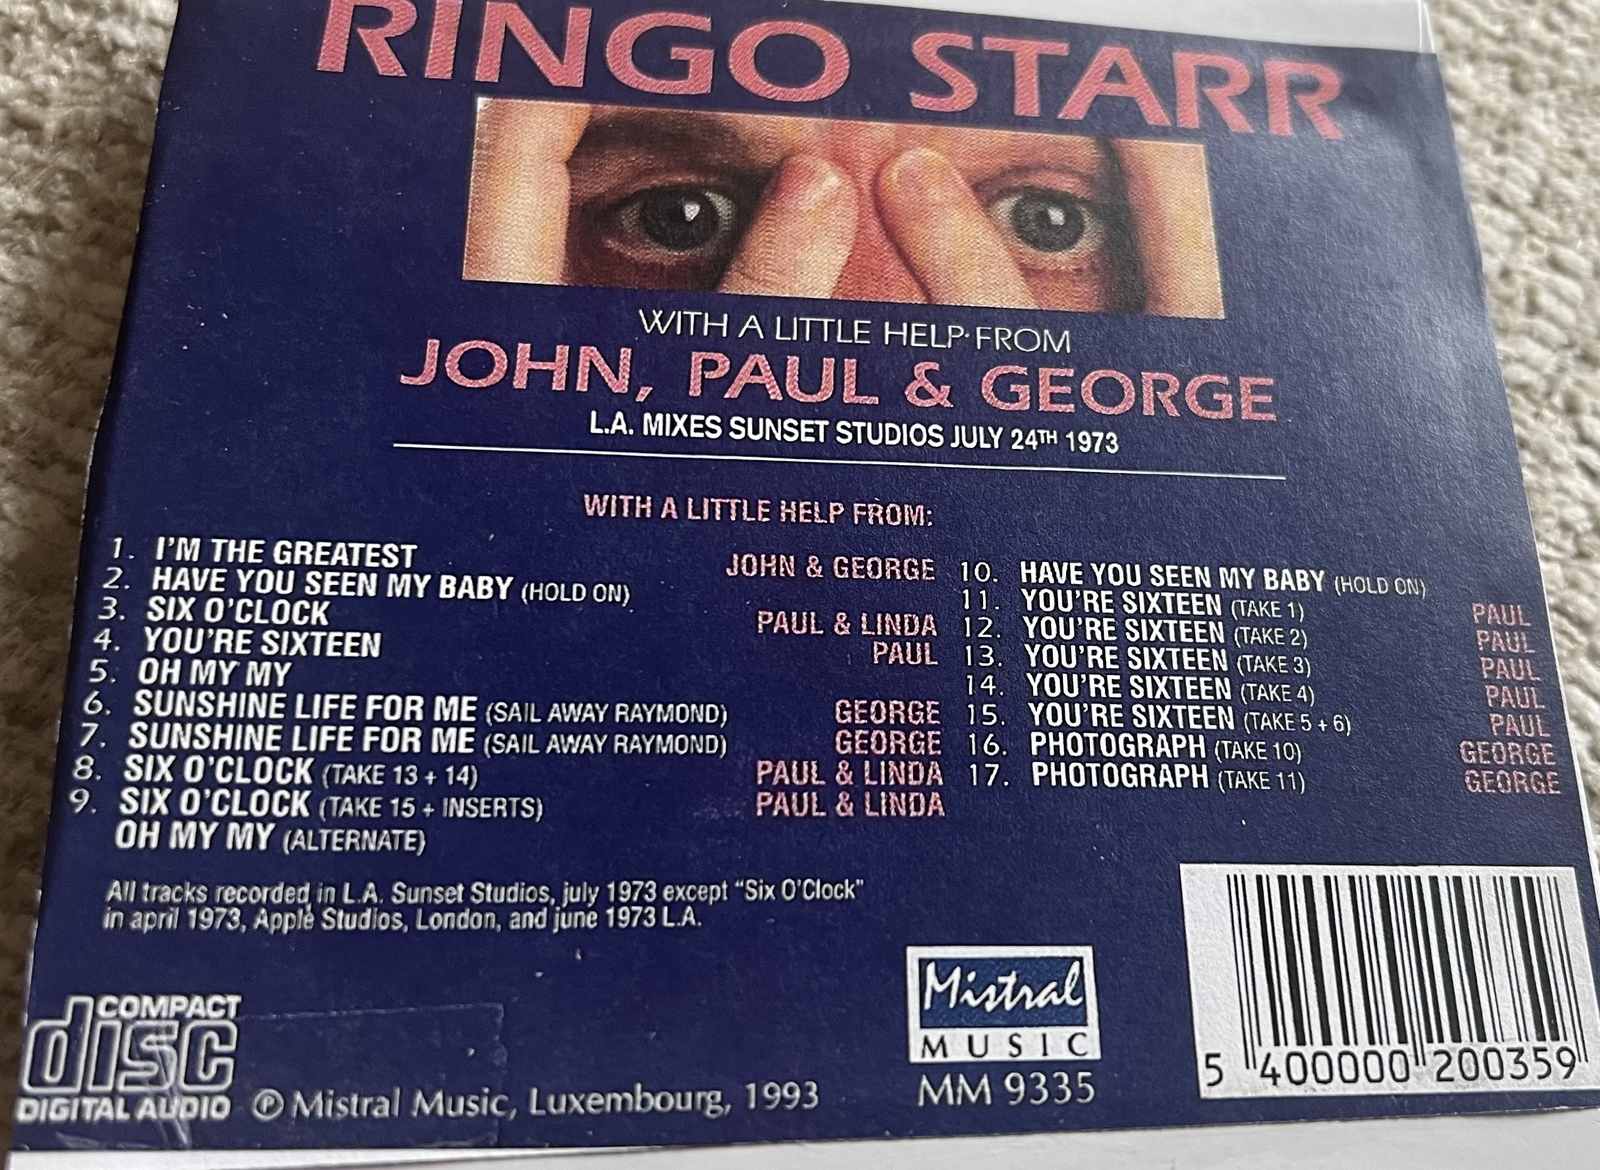 RINGO STARR
WITH A LITTLE HELP FROM
JOHN, PAUL & GEORGE
L.A. MIXES SUNSET STUDIOS JULY 24TH 1973
WITH A LITTLE HELP FROM:
1. I'M THE GREATEST JOHN & GEORGE
2. HAVE YOU SEEN MY BABY (HOLD ON)
3. SIX O'CLOCK PAUL & LINDA
4. YOU'RE SIXTEEN PAUL
5. OH MY MY
6. SUNSHINE LIFE FOR ME (SAIL AWAY RAYMOND) GEORGE
7. SUNSHINE LIFE FOR ME (SAIL AWAY RAYMOND) GEORGE
8. SIX O'CLOCK (TAKE 13 + 14) PAUL & LINDA
9. SIX O'CLOCK (TAKE 15 + INSERTS) PAUL & LINDA
OH MY MY (ALTERNATE)
10. HAVE YOU SEEN MY BABY (HOLD ON)
11. YOU'RE SIXTEEN (TAKE 1) PAUL
12. YOU'RE SIXTEEN (TAKE 2) PAUL
13. YOU'RE SIXTEEN (TAKE 3) PAUL
14. YOU'RE SIXTEEN (TAKE 4) PAUL
15. YOU'RE SIXTEEN (TAKE 5 + 6) PAUL
16. PHOTOGRAPH (TAKE 10) GEORGE
17. PHOTOGRAPH (TAKE 11) GEORGE
All tracks recorded in L.A. Sunset Studios, july 1973 except "Six O'Clock"
in april 1973, Apple Studios, London, and june 1973 L.A.
COMPACT
disc
DIGITAL AUDIO
℗ Mistral Music, Luxembourg, 1993
Mistral
MUSIC
MM 9335
5 400000 200359